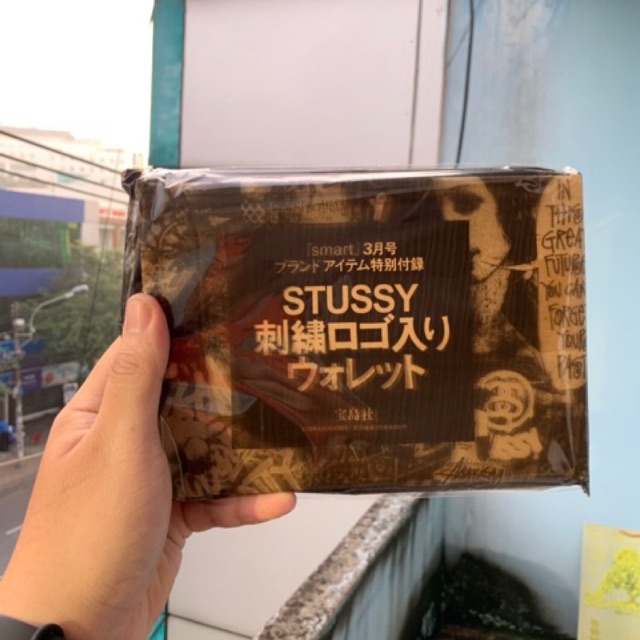 「smart」3月号
ブランド アイテム特別付録
STUSSY
刺繍ロゴ入り
ウォレット
宝島社
IN
THE
GREAT
FUTURE
YOU CAN'T
FORGET
YOUR
PAST